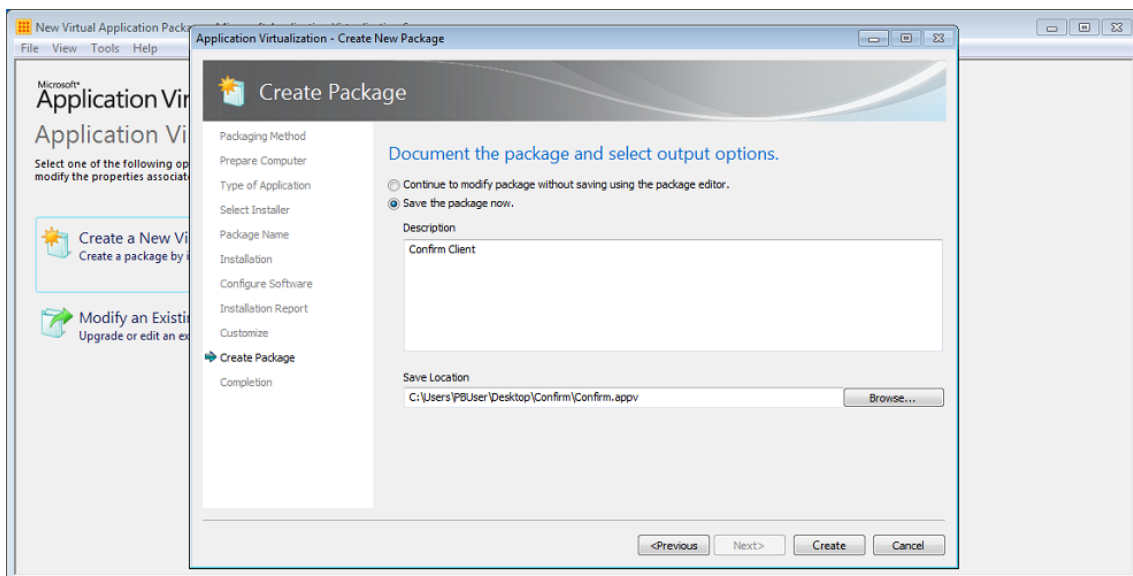 New Virtual Application Packa
File View Tools Help
Microsoft
Application Vir
Application Vi
Select one of the following op
modify the properties associat
Create a New Vi
Create a package by i
Modify an Existi
Upgrade or edit an ex
Application Virtualization - Create New Package
Create Package
Packaging Method
Prepare Computer
Type of Application
Select Installer
Package Name
Installation
Configure Software
Installation Report
Customize
Create Package
Completion
Document the package and select output options.
Continue to modify package without saving using the package editor.
Save the package now.
Description
Confirm Client
Save Location
C:\Users\PBUser\Desktop\Confirm\Confirm.appv
Browse...
<Previous
Next>
Create
Cancel